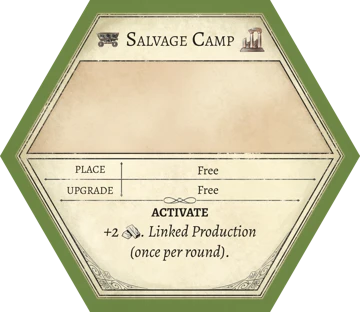 Salvage Camp
PLACE Free
UPGRADE Free
ACTIVATE
+2 . Linked Production
(once per round).